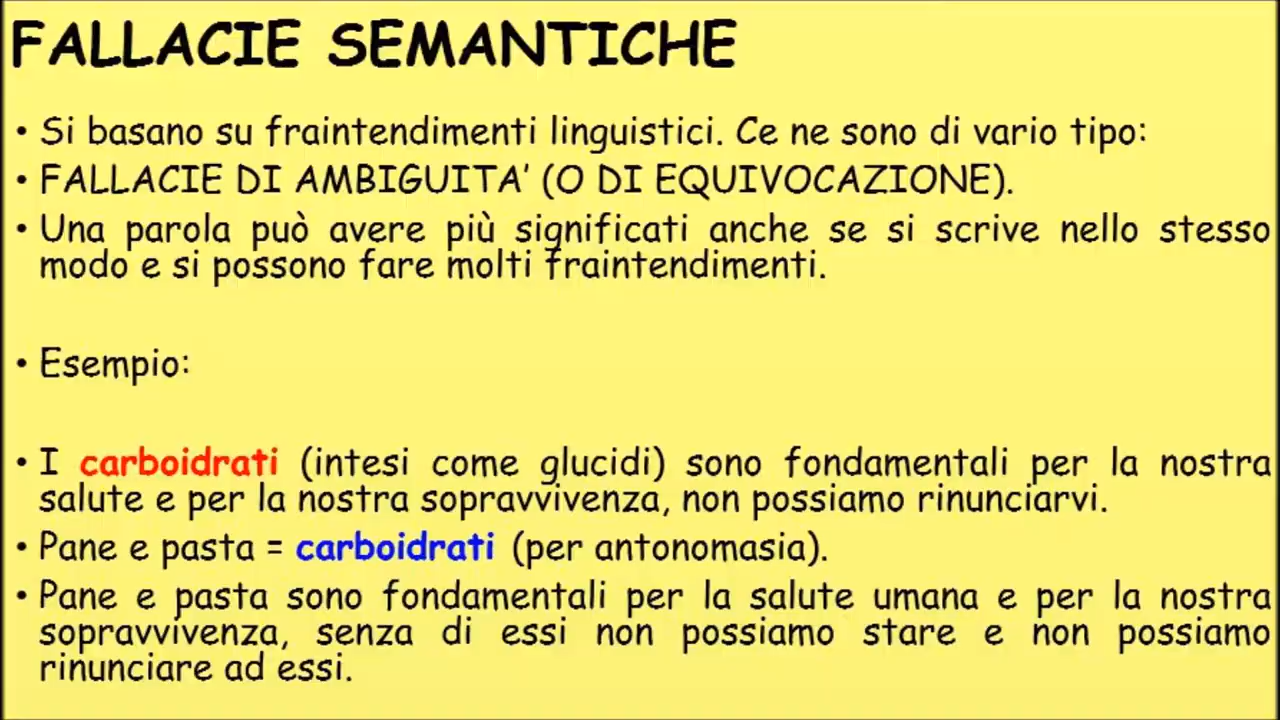 FALLACIE SEMANTICHE
• Si basano su fraintendimenti linguistici. Ce ne sono di vario tipo:
• FALLACIE DI AMBIGUITA’ (O DI EQUIVOCAZIONE).
• Una parola può avere più significati anche se si scrive nello stesso
modo e si possono fare molti fraintendimenti.
• Esempio:
• I carboidrati (intesi come glucidi) sono fondamentali per la nostra
salute e per la nostra sopravvivenza, non possiamo rinunciarvi.
• Pane e pasta = carboidrati (per antonomasia).
• Pane e pasta sono fondamentali per la salute umana e per la nostra
sopravvivenza, senza di essi non possiamo stare e non possiamo
rinunciare ad essi.